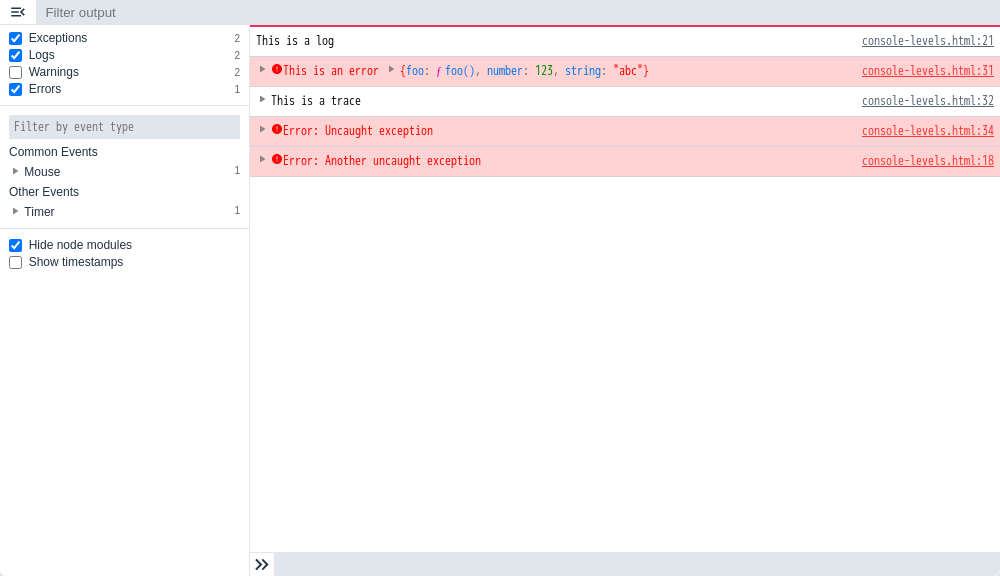 Filter output
Exceptions 2
Logs 2
Warnings 2
Errors 1
Filter by event type
Common Events
Mouse 1
Other Events
Timer 1
Hide node modules
Show timestamps
This is a log console-levels.html:21
This is an error {foo: ƒ foo(), number: 123, string: "abc"} console-levels.html:31
This is a trace console-levels.html:32
Error: Uncaught exception console-levels.html:34
Error: Another uncaught exception console-levels.html:18